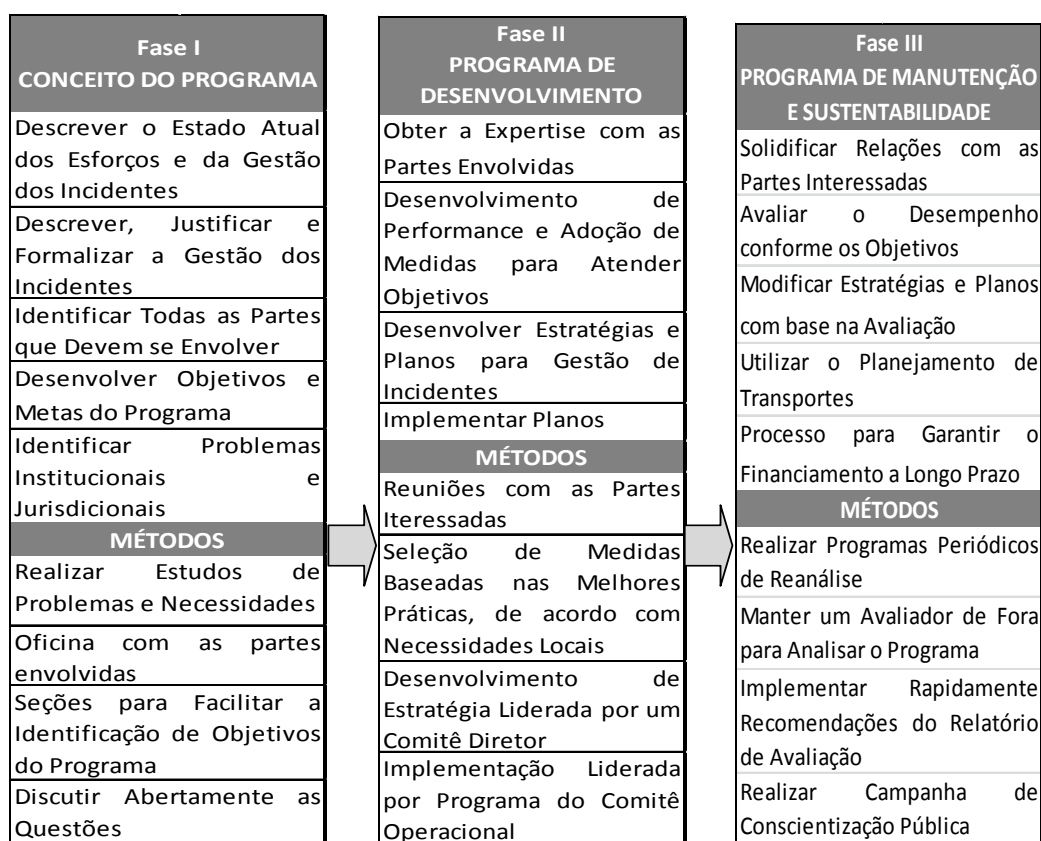 Fase I
CONCEITO DO PROGRAMA
Descrever o Estado Atual
dos Esforços e da Gestão
dos Incidentes
Descrever, Justificar e
Formalizar a Gestão dos
Incidentes
Identificar Todas as Partes
que Devem se Envolver
Desenvolver Objetivos e
Metas do Programa
Identificar Problemas
Institucionais e
Jurisdicionais
MÉTODOS
Realizar Estudos de
Problemas e Necessidades
Oficina com as partes
envolvidas
Seções para Facilitar a
Identificação de Objetivos
do Programa
Discutir Abertamente as
Questões
Fase II
PROGRAMA DE
DESENVOLVIMENTO
Obter a Expertise com as
Partes Envolvidas
Desenvolvimento de
Performance e Adoção de
Medidas para Atender
Objetivos
Desenvolver Estratégias e
Planos para Gestão de
Incidentes
Implementar Planos
MÉTODOS
Reuniões com as Partes
Iteressadas
Seleção de Medidas
Baseadas nas Melhores
Práticas, de acordo com
Necessidades Locais
Desenvolvimento de
Estratégia Liderada por um
Comitê Diretor
Implementação Liderada
por Programa do Comitê
Operacional
Fase III
PROGRAMA DE MANUTENÇÃO
E SUSTENTABILIDADE
Solidificar Relações com as
Partes Interessadas
Avaliar o Desempenho
conforme os Objetivos
Modificar Estratégias e Planos
com base na Avaliação
Utilizar o Planejamento de
Transportes
Processo para Garantir o
Financiamento a Longo Prazo
MÉTODOS
Realizar Programas Periódicos
de Reanálise
Manter um Avaliador de Fora
para Analisar o Programa
Implementar Rapidamente
Recomendações do Relatório
de Avaliação
Realizar Campanha de
Conscientização Pública